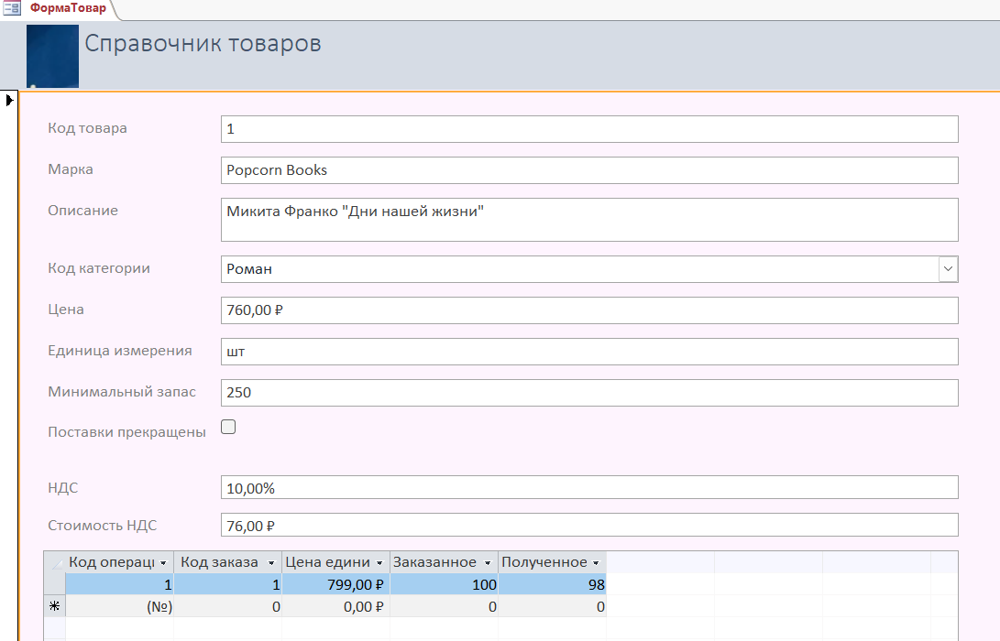 ФормаТовар
Справочник товаров
Код товара 1
Марка Popcorn Books
Описание Микита Франко "Дни нашей жизни"
Код категории Роман
Цена 760,00 ₽
Единица измерения шт
Минимальный запас 250
Поставки прекращены
НДС 10,00%
Стоимость НДС 76,00 ₽
Код операц Код заказа Цена едини Заказанное Полученное
1 1 799,00 ₽ 100 98
(№) 0 0,00 ₽ 0 0